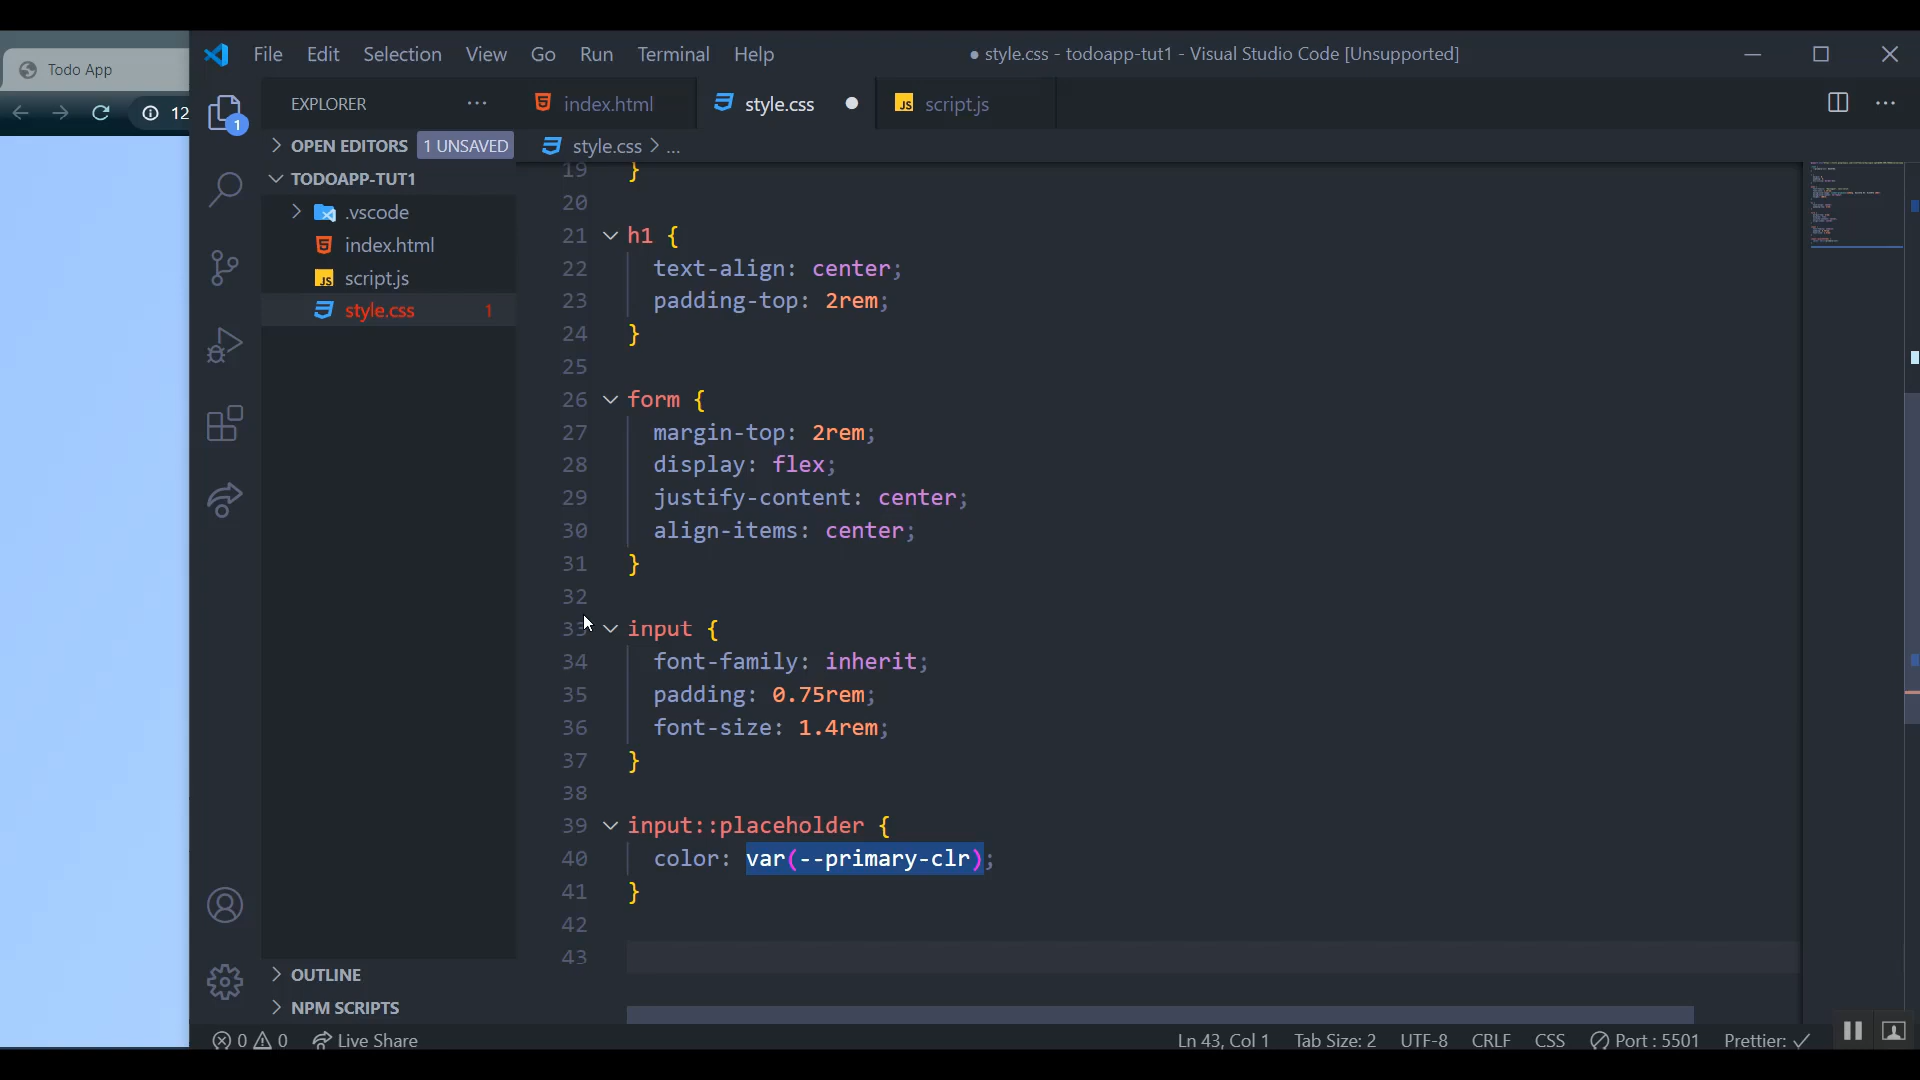 File Edit Selection View Go Run Terminal Help
● style.css - todoapp-tut1 - Visual Studio Code [Unsupported]
Todo App
12
EXPLORER
index.html
style.css
JS script.js
1
OPEN EDITORS 1 UNSAVED
style.css > ...
TODOAPP-TUT1
.vscode
index.html
JS script.js
style.css 1
19 }
20
21 h1 {
22 text-align: center;
23 padding-top: 2rem;
24 }
25
26 form {
27 margin-top: 2rem;
28 display: flex;
29 justify-content: center;
30 align-items: center;
31 }
32
33 input {
34 font-family: inherit;
35 padding: 0.75rem;
36 font-size: 1.4rem;
37 }
38
39 input::placeholder {
40 color: var(--primary-clr);
41 }
42
43
OUTLINE
NPM SCRIPTS
0 0 Live Share
Ln 43, Col 1 Tab Size: 2 UTF-8 CRLF CSS Port : 5501 Prettier: ✓